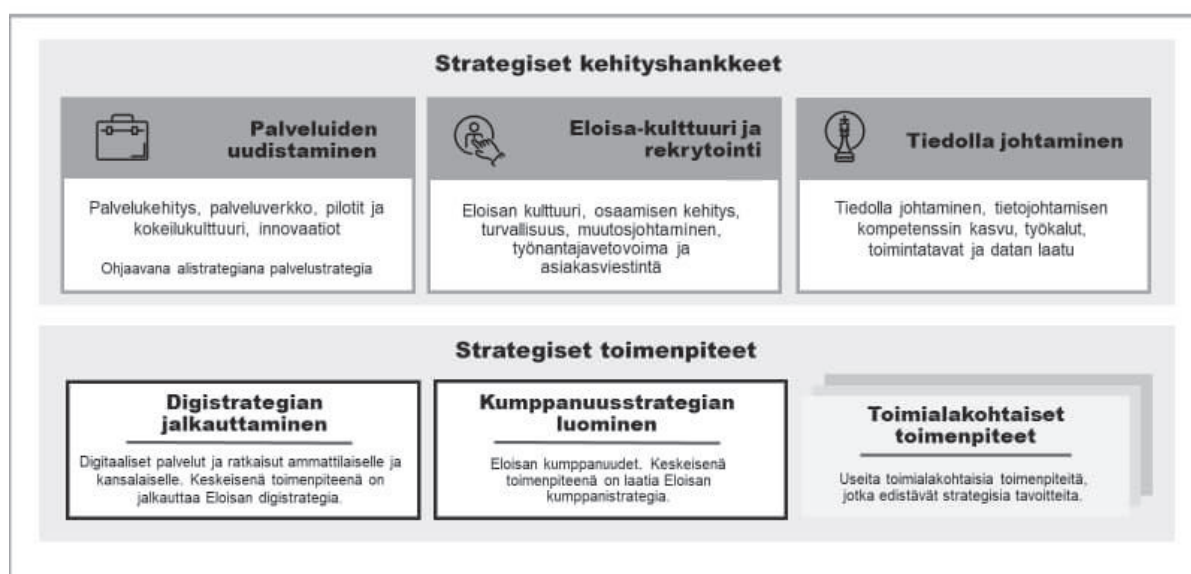 Strategiset kehityshankkeet
Palveluiden
uudistaminen
Palvelukehitys, palveluverkko, pilotit ja
kokeilukulttuuri, innovaatiot
Ohjaavana alistrategiana palvelustrategia
Eloisa-kulttuuri ja
rekrytointi
Eloisan kulttuuri, osaamisen kehitys,
turvallisuus, muutosjohtaminen,
työnantajavetovoima ja
asiakasviestintä
Tiedolla johtaminen
Tiedolla johtaminen, tietojohtamisen
kompetenssin kasvu, työkalut,
toimintatavat ja datan laatu
Strategiset toimenpiteet
Digistrategian
jalkauttaminen
Digitaaliset palvelut ja ratkaisut ammattilaiselle ja
kansalaiselle. Keskeisenä toimenpiteenä on
jalkauttaa Eloisan digistrategia.
Kumppanuusstrategian
luominen
Eloisan kumppanuudet. Keskeisenä
toimenpiteenä on laatia Eloisan
kumppanistrategia.
Toimialakohtaiset
toimenpiteet
Useita toimialakohtaisia toimenpiteitä,
jotka edistävät strategisia tavoitteita.